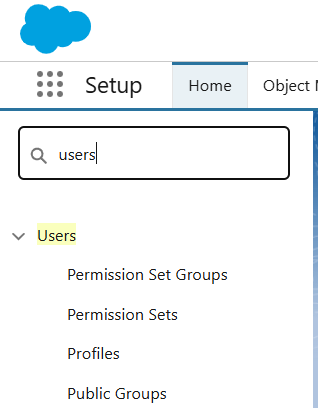 Setup
Home
Object
users
Users
Permission Set Groups
Permission Sets
Profiles
Public Groups